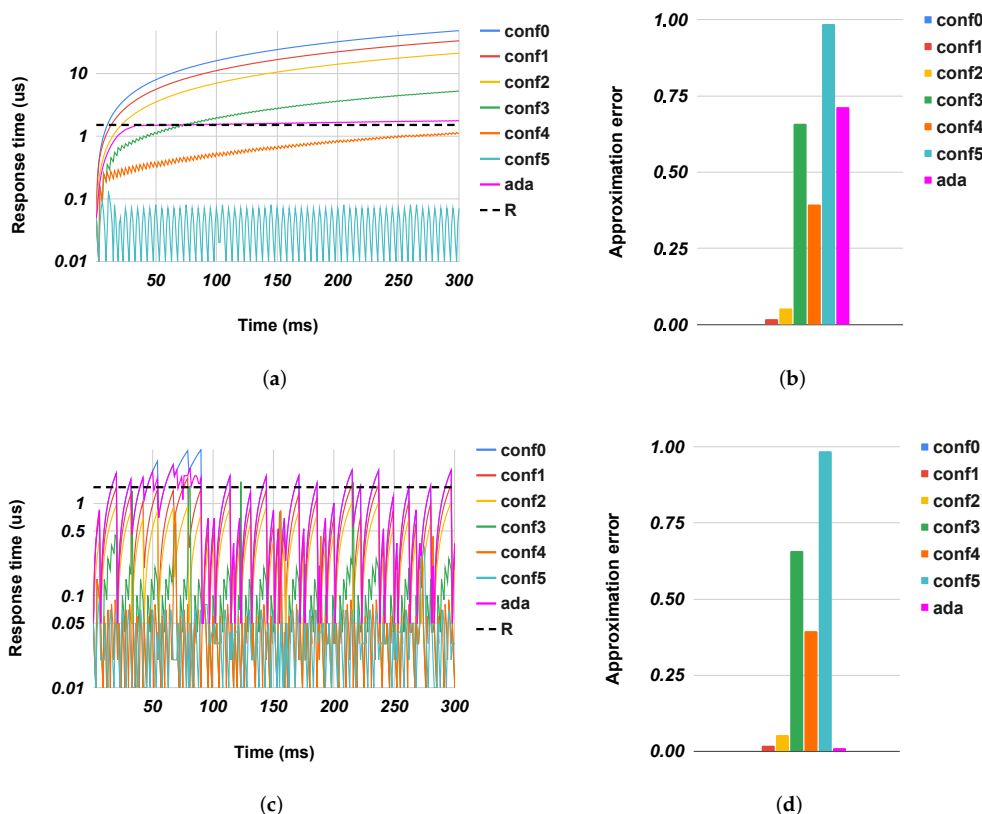 Response time (us)
10
1
0.1
0.01
50
100
150
200
250
300
Time (ms)
conf0
conf1
conf2
conf3
conf4
conf5
ada
R
(a)
Approximation error
1.00
0.75
0.50
0.25
0.00
conf0
conf1
conf2
conf3
conf4
conf5
ada
(b)
Response time (us)
1
0.5
0.1
0.05
0.01
50
100
150
200
250
300
Time (ms)
conf0
conf1
conf2
conf3
conf4
conf5
ada
R
(c)
Approximation error
1.00
0.75
0.50
0.25
0.00
conf0
conf1
conf2
conf3
conf4
conf5
ada
(d)